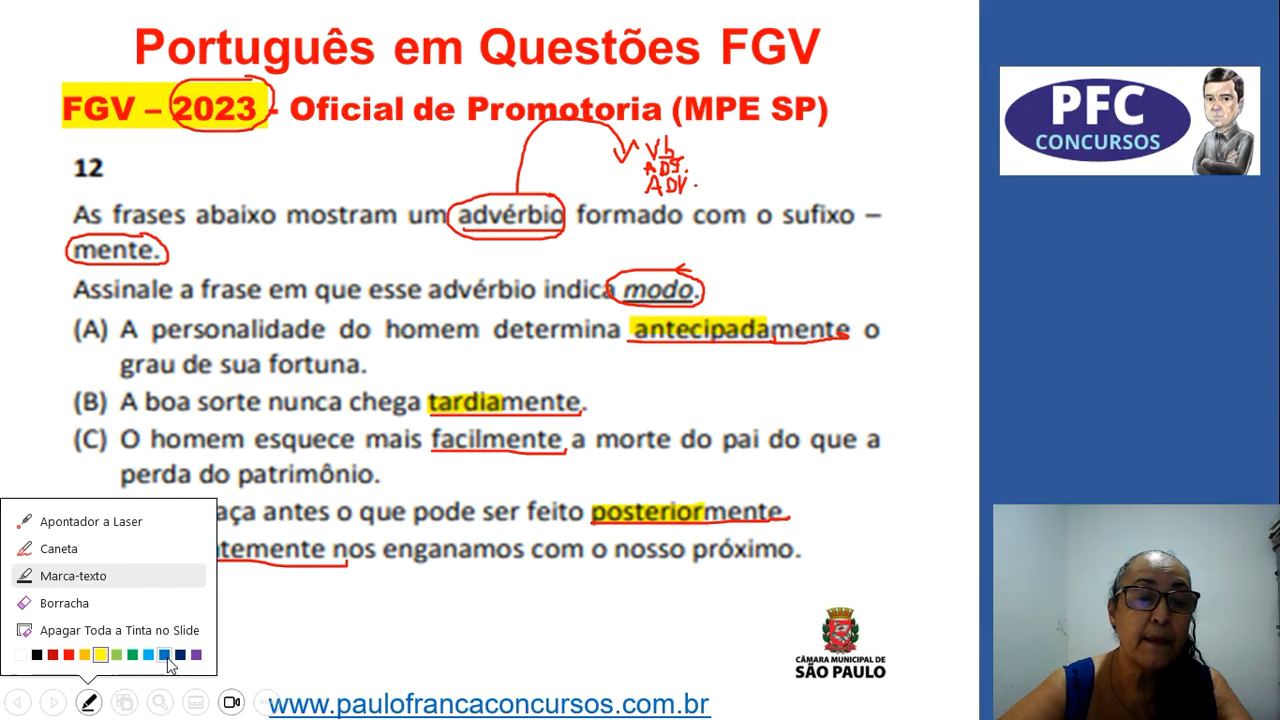 Português em Questões FGV
FGV – 2023 - Oficial de Promotoria (MPE SP)
PFC
CONCURSOS
Vb
ADJ.
ADV.
12
As frases abaixo mostram um advérbio formado com o sufixo –
mente.
Assinale a frase em que esse advérbio indica modo.
(A) A personalidade do homem determina antecipadamente o
grau de sua fortuna.
(B) A boa sorte nunca chega tardiamente.
(C) O homem esquece mais facilmente a morte do pai do que a
perda do patrimônio.
aça antes o que pode ser feito posteriormente.
temente nos enganamos com o nosso próximo.
Apontador a Laser
Caneta
Marca-texto
Borracha
Apagar Toda a Tinta no Slide
CÂMARA MUNICIPAL DE
SÃO PAULO
www.paulofrancaconcursos.com.br